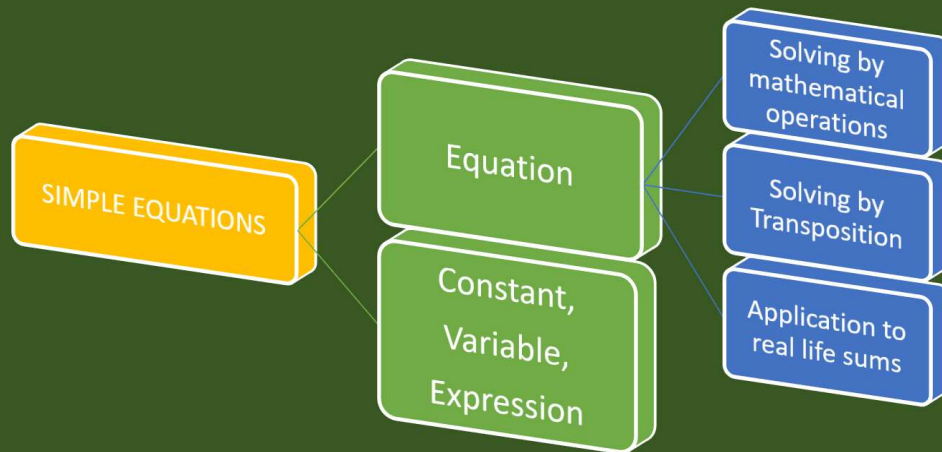 SIMPLE EQUATIONS
Equation
Constant,
Variable,
Expression
Solving by
mathematical
operations
Solving by
Transposition
Application to
real life sums